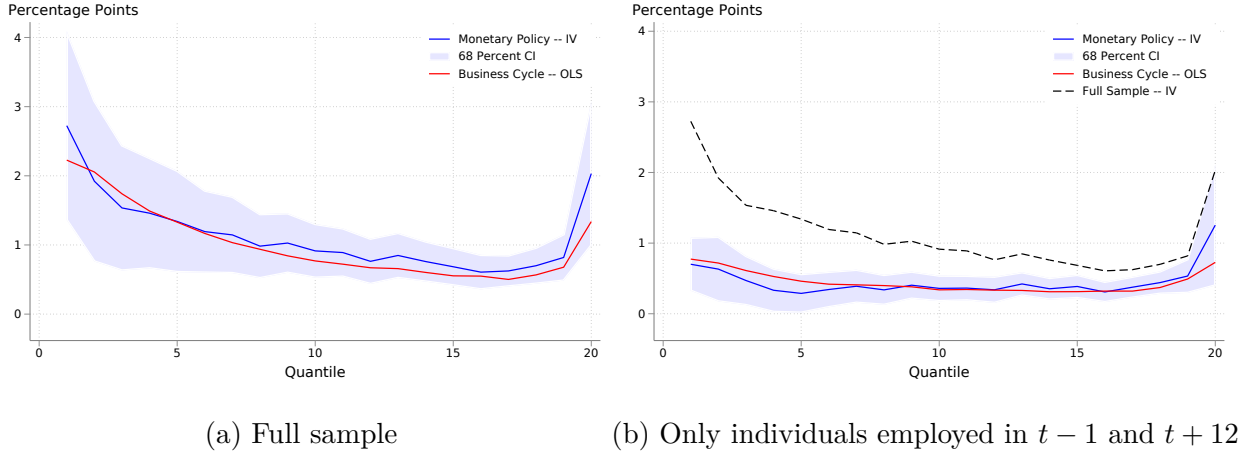 Percentage Points
4
3
2
1
0
0 5 10 15 20
Quantile
Monetary Policy -- IV
68 Percent CI
Business Cycle -- OLS
(a) Full sample
Percentage Points
4
3
2
1
0
0 5 10 15 20
Quantile
Monetary Policy -- IV
68 Percent CI
Business Cycle -- OLS
Full Sample -- IV
(b) Only individuals employed in t − 1 and t + 12